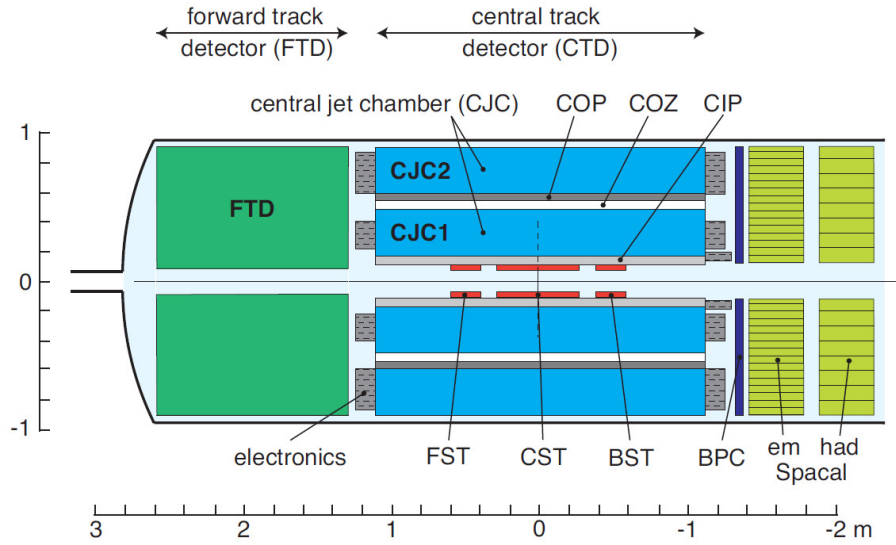 forward track
detector (FTD)
central track
detector (CTD)
central jet chamber (CJC)
COP
COZ
CIP
1
0
-1
CJC2
FTD
CJC1
electronics
FST
CST
BST
BPC
em
had
Spacal
3
2
1
0
-1
-2 m